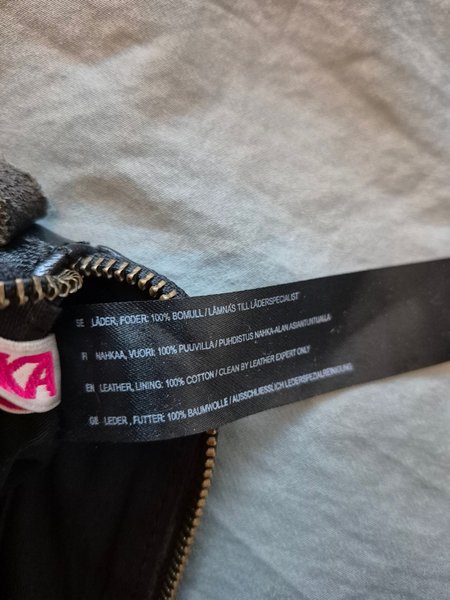 SE LÄDER, FODER: 100% BOMULL / LÄMNAS TILL LÄDERSPECIALIST
FI NAHKAA, VUORI: 100% PUUVILLA / PUHDISTUS NAHKA-ALAN ASIANTUNTIJALLA
EN LEATHER, LINING: 100% COTTON / CLEAN BY LEATHER EXPERT ONLY
GE LEDER , FUTTER: 100% BAUMWOLLE / AUSSCHLIESSLICH LEDERSPEZIALREINIGUNG.
KA